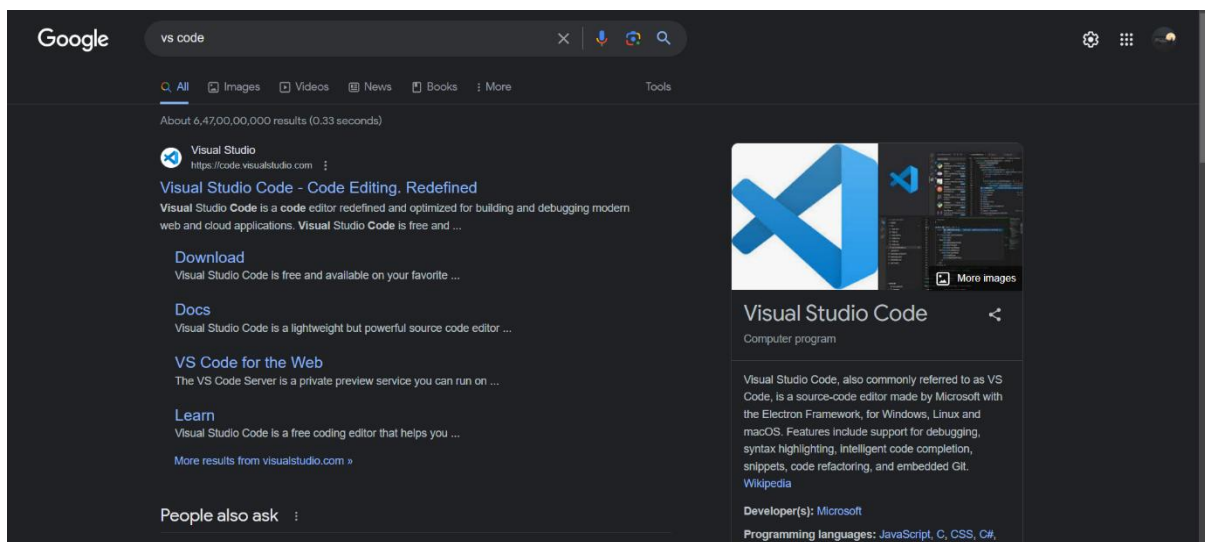 Google
vs code
All Images Videos News Books More Tools
About 6,47,00,00,000 results (0.33 seconds)
Visual Studio
https://code.visualstudio.com
Visual Studio Code - Code Editing. Redefined
Visual Studio Code is a code editor redefined and optimized for building and debugging modern
web and cloud applications. Visual Studio Code is free and ...
Download
Visual Studio Code is free and available on your favorite ...
Docs
Visual Studio Code is a lightweight but powerful source code editor ...
VS Code for the Web
The VS Code Server is a private preview service you can run on ...
Learn
Visual Studio Code is a free coding editor that helps you ...
More results from visualstudio.com »
People also ask
More images
Visual Studio Code
Computer program
Visual Studio Code, also commonly referred to as VS
Code, is a source-code editor made by Microsoft with
the Electron Framework, for Windows, Linux and
macOS. Features include support for debugging,
syntax highlighting, intelligent code completion,
snippets, code refactoring, and embedded Git.
Wikipedia
Developer(s): Microsoft
Programming languages: JavaScript, C, CSS, C#,